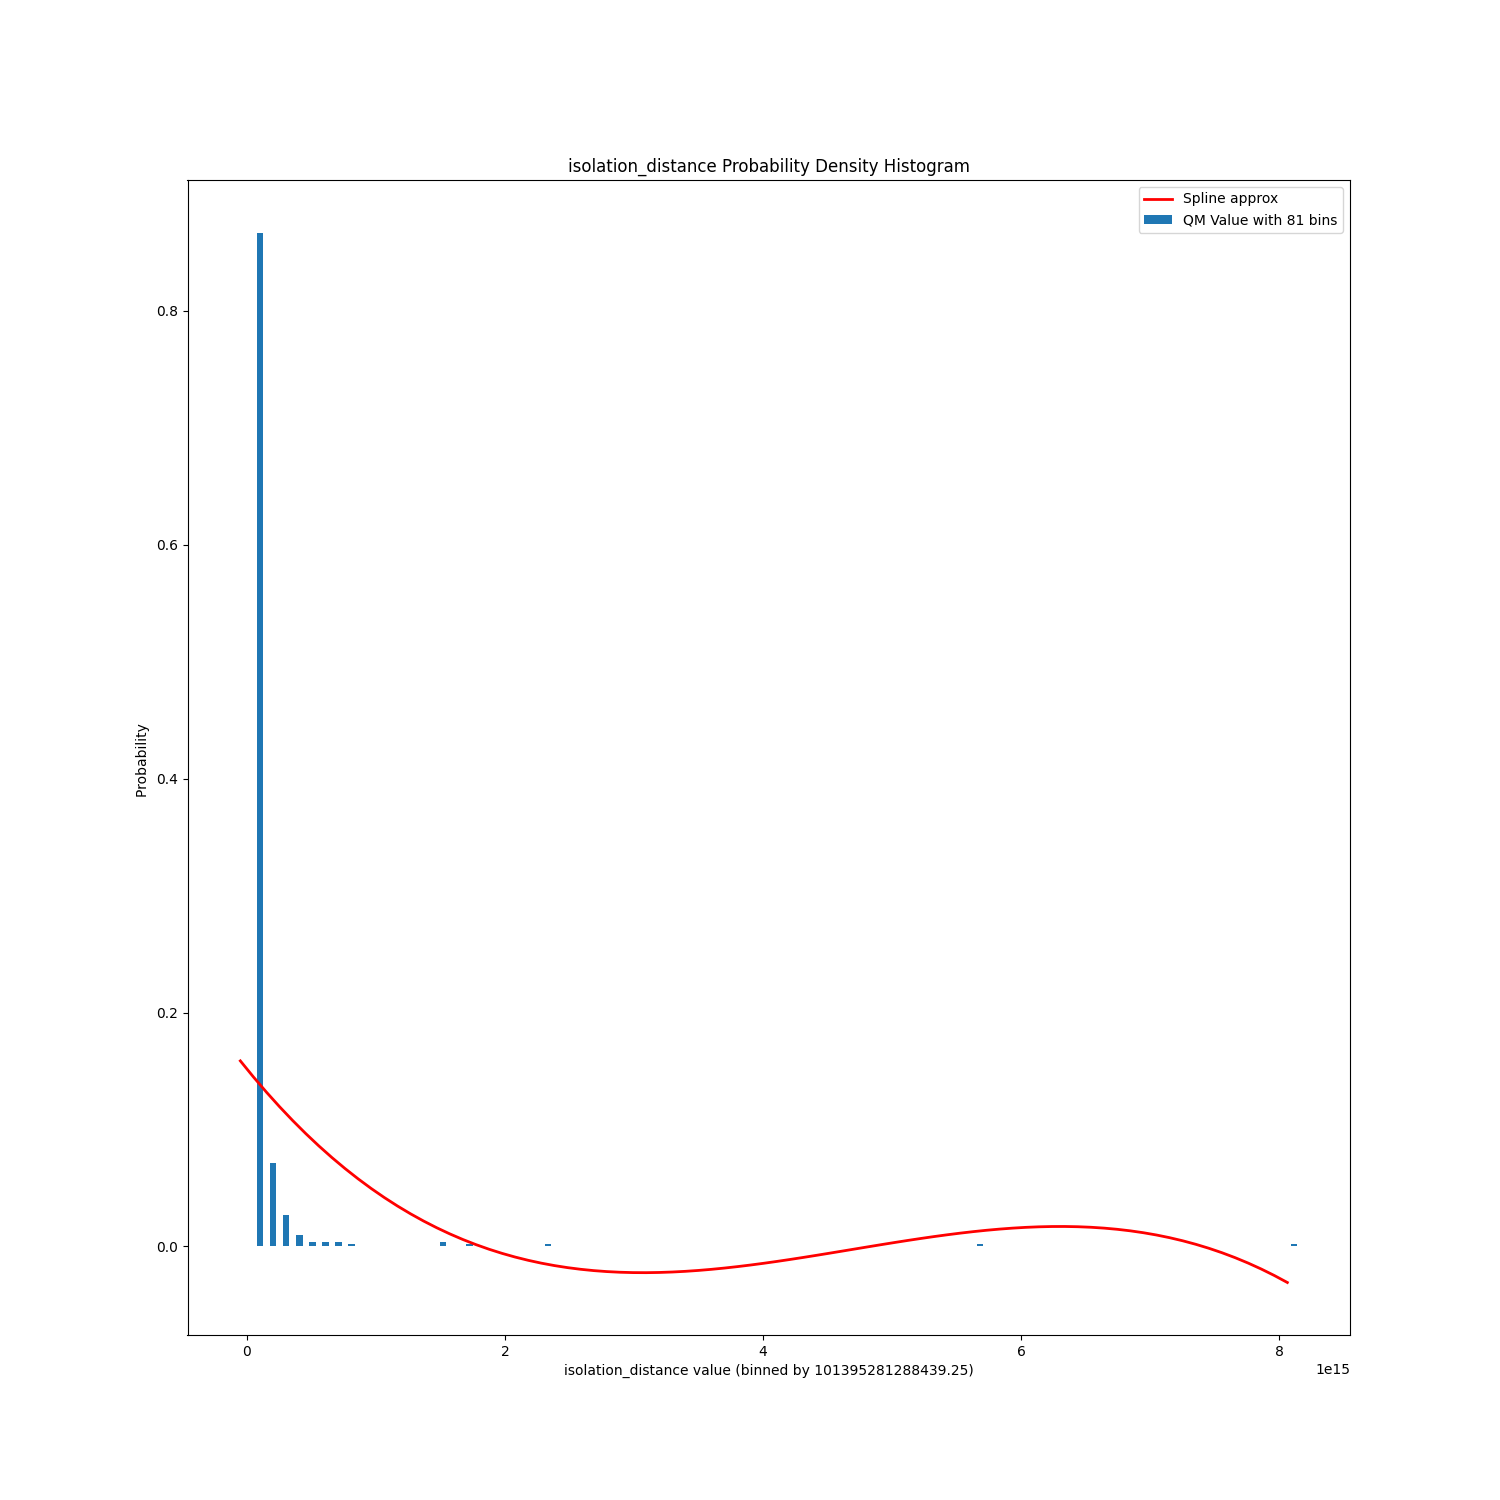 isolation_distance Probability Density Histogram
Spline approx
QM Value with 81 bins
Probability
0.8
0.6
0.4
0.2
0.0
0 2 4 6 8
1e15
isolation_distance value (binned by 101395281288439.25)